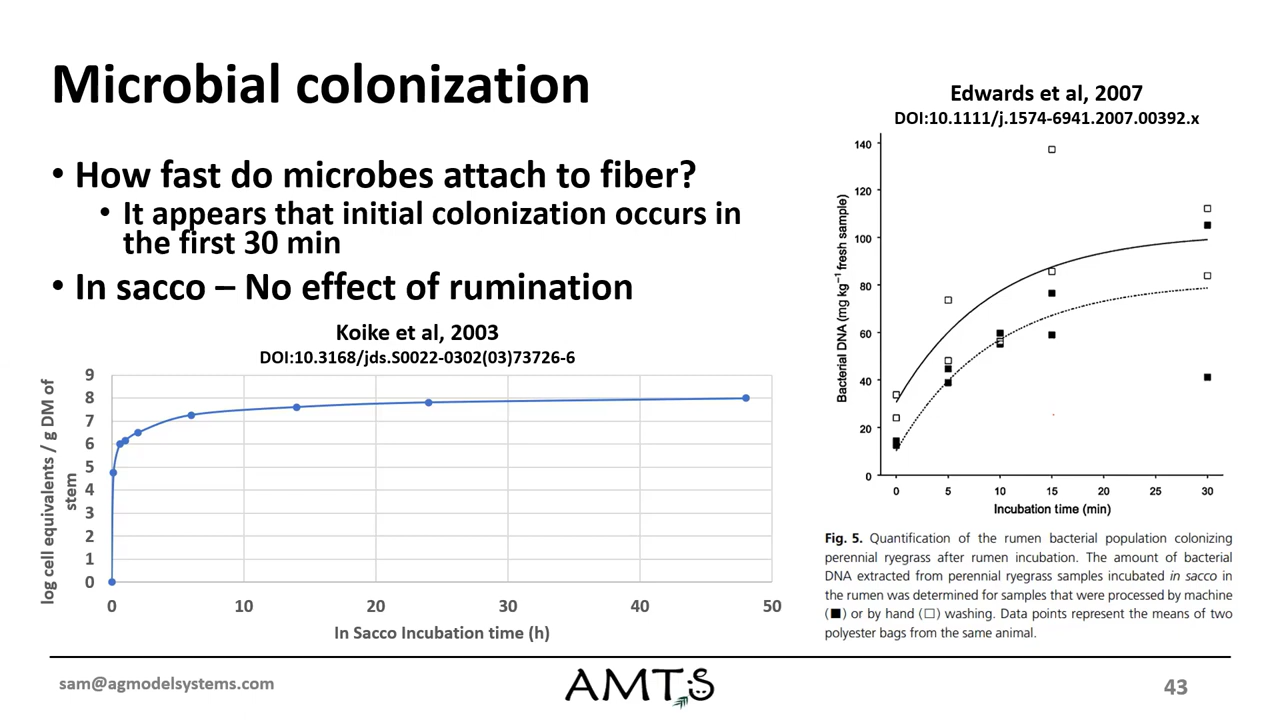 Microbial colonization
• How fast do microbes attach to fiber?
• It appears that initial colonization occurs in
the first 30 min
• In sacco – No effect of rumination
Koike et al, 2003
DOI:10.3168/jds.S0022-0302(03)73726-6
log cell equivalents / g DM of
stem
9
8
7
6
5
4
3
2
1
0
0 10 20 30 40 50
In Sacco Incubation time (h)
Edwards et al, 2007
DOI:10.1111/j.1574-6941.2007.00392.x
Bacterial DNA (mg kg⁻¹ fresh sample)
140
120
100
80
60
40
20
0
0 5 10 15 20 25 30
Incubation time (min)
Fig. 5. Quantification of the rumen bacterial population colonizing
perennial ryegrass after rumen incubation. The amount of bacterial
DNA extracted from perennial ryegrass samples incubated in sacco in
the rumen was determined for samples that were processed by machine
(■) or by hand (□) washing. Data points represent the means of two
polyester bags from the same animal.
sam@agmodelsystems.com
AMTS
43